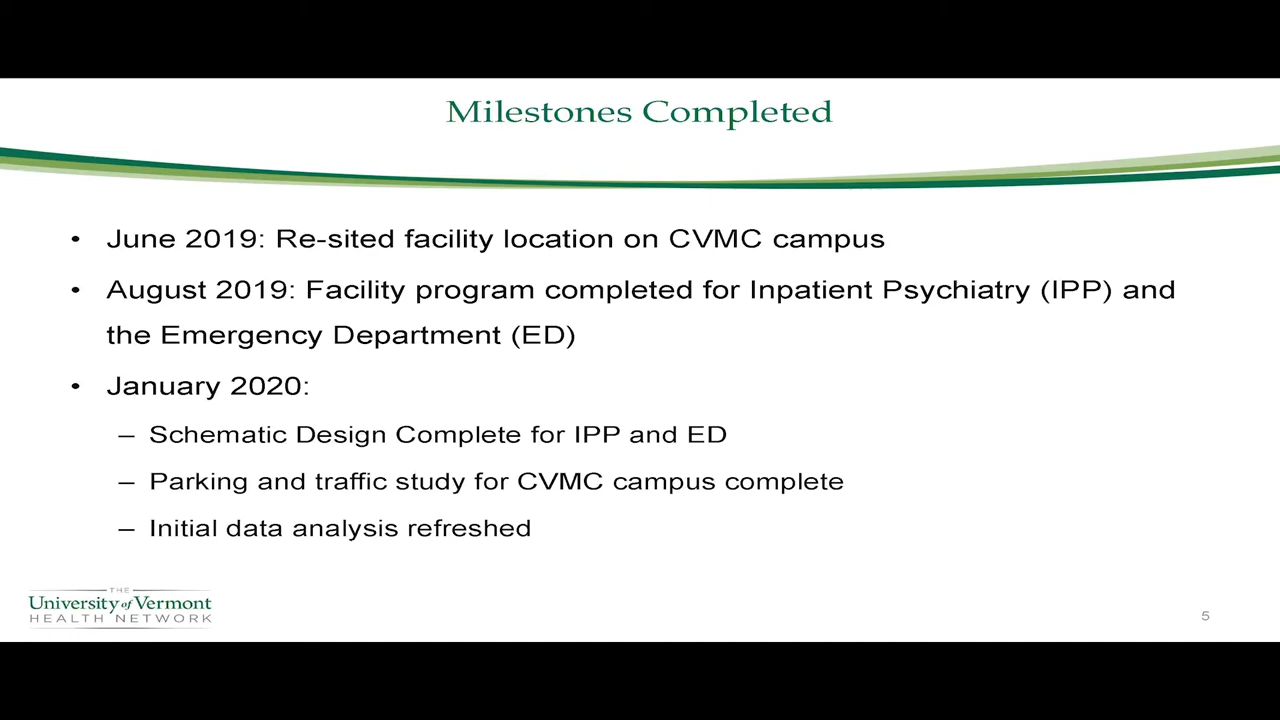 Milestones Completed
• June 2019: Re-sited facility location on CVMC campus
• August 2019: Facility program completed for Inpatient Psychiatry (IPP) and
the Emergency Department (ED)
• January 2020:
– Schematic Design Complete for IPP and ED
– Parking and traffic study for CVMC campus complete
– Initial data analysis refreshed
THE
University of Vermont
HEALTH NETWORK
5